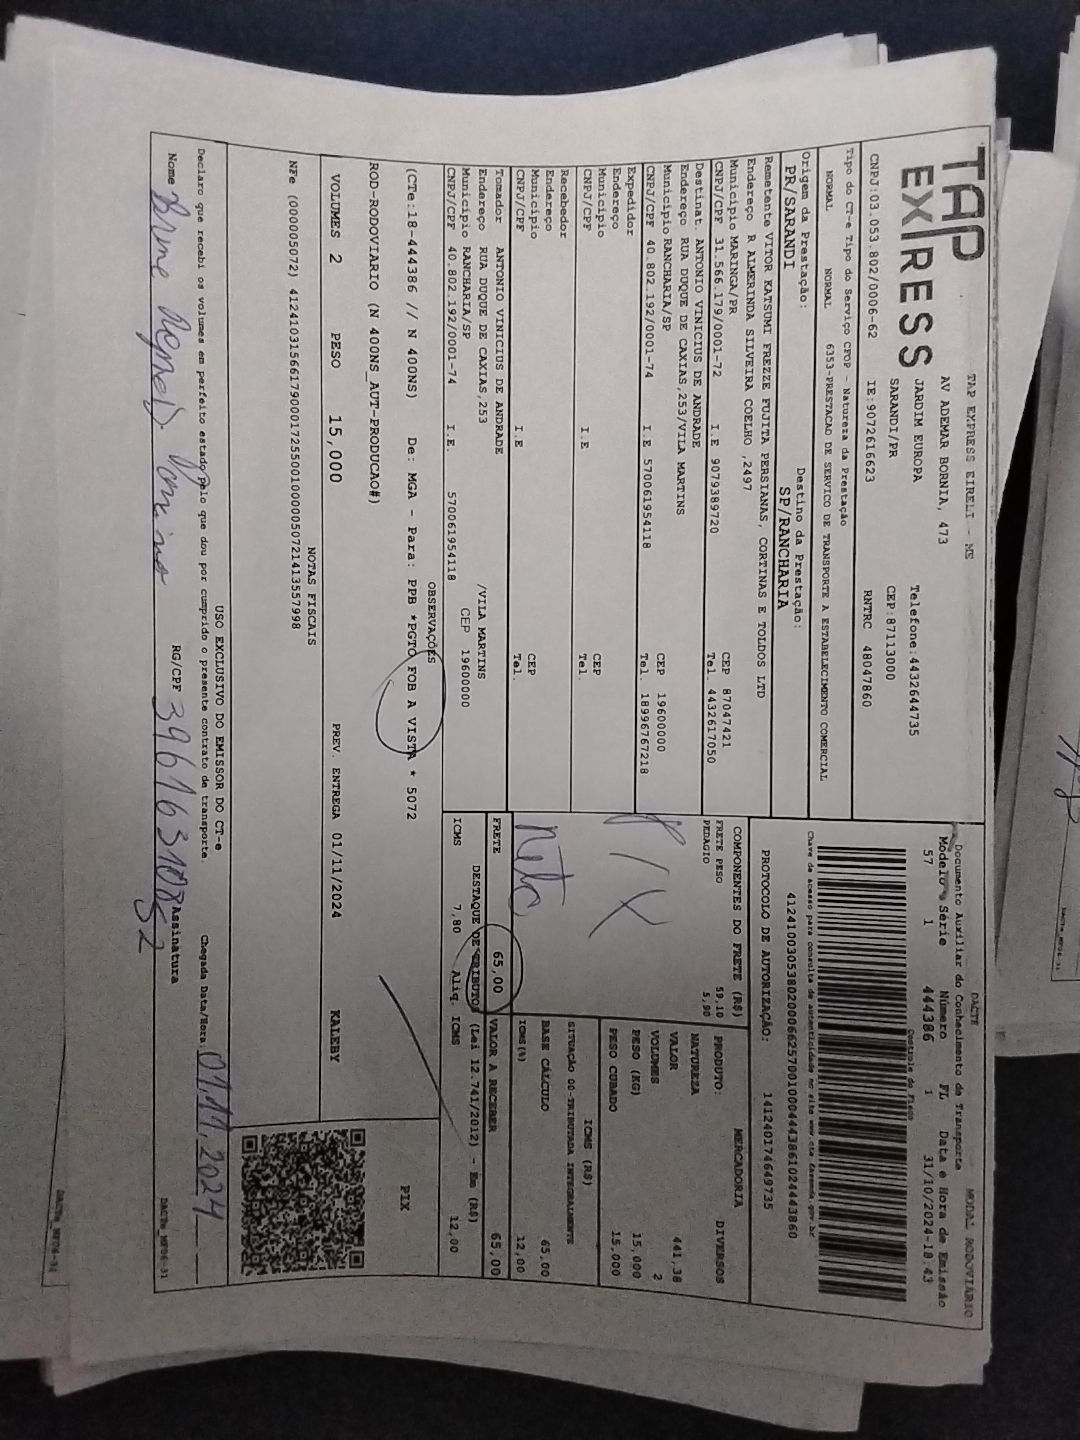 TAP EXPRESS
TAP EXPRESS EIRELI - ME
AV ADEMAR BORNIA, 473
JARDIM EUROPA
SARANDI/PR
Telefone:4432644735
CEP:87113000
CNPJ:03.053.802/0006-62 IE:9072616623 RNTRC 48047860
Tipo do CT-e Tipo do Serviço CFOP - Natureza da Prestação
NORMAL NORMAL 6353-PRESTACAO DE SERVICO DE TRANSPORTE A ESTABELECIMENTO COMERCIAL
Origem da Prestação: Destino da Prestação:
PR/SARANDI SP/RANCHARIA
Remetente VITOR KATSUMI FREZZE FUJITA PERSIANAS, CORTINAS E TOLDOS LTD
Endereço R ALMERINDA SILVEIRA COELHO ,2497
Município MARINGA/PR CEP 87047421
CNPJ/CPF 31.566.179/0001-72 I.E 9079389720 Tel. 4432617050
Destinat. ANTONIO VINICIUS DE ANDRADE
Endereço RUA DUQUE DE CAXIAS,253/VILA MARTINS
Município RANCHARIA/SP CEP 19600000
CNPJ/CPF 40.802.192/0001-74 I.E 570061954118 Tel. 18996767218
Expedidor
Endereço
Município CEP
CNPJ/CPF I.E Tel.
Recebedor
Endereço
Município CEP
CNPJ/CPF I.E Tel.
Tomador ANTONIO VINICIUS DE ANDRADE
Endereço RUA DUQUE DE CAXIAS,253 /VILA MARTINS
Município RANCHARIA/SP CEP 19600000
CNPJ/CPF 40.802.192/0001-74 I.E. 570061954118
DACTE MODAL RODOVIÁRIO
Documento Auxiliar do Conhecimento de Transporte
Modelo Série Número FL Data e Hora de Emissão
57 1 444386 1 31/10/2024-18:43
Controle do Fisco
Chave de acesso para consulta de autenticidade no site www.cte.fazenda.gov.br
41241003053802000662570010004443861024443860
PROTOCOLO DE AUTORIZAÇÃO: 141240174649735
COMPONENTES DO FRETE (R$)
FRETE PESO 59,10
PEDAGIO 5,90
PIX
neto
FRETE 65,00
MERCADORIA
PRODUTO: DIVERSOS
NATUREZA
VALOR 441,38
VOLUMES 2
PESO (KG) 15,000
PESO CUBADO 15,000
ICMS (R$)
SITUAÇÃO 00-TRIBUTADA INTEGRALMENTE
BASE CÁLCULO 65,00
ICMS(%) 12,00
VALOR A RECEBER 65,00
DESTAQUE DE TRIBUTOS (Lei 12.741/2012) - Em (R$)
ICMS 7,80 Aliq. ICMS 12,00
OBSERVAÇÕES
(CTe:18-444386 // N 400NS) De: MGA - Para: PPB *PGTO FOB A VISTA * 5072
ROD-RODOVIARIO (N 400NS_AUT-PRODUCAO#)
PIX
VOLUMES 2 PESO 15,000 PREV. ENTREGA 01/11/2024 KALEBY
NOTAS FISCAIS
NFe (000005072) 41241031566179000172550010000050721413557998
USO EXCLUSIVO DO EMISSOR DO CT-e
Declaro que recebi os volumes em perfeito estado pelo que dou por cumprido o presente contrato de transporte. Chegada Data/Hora: 01.11.2024
Nome RG/CPF 39616310852 Assinatura
DACTe_MF06-31